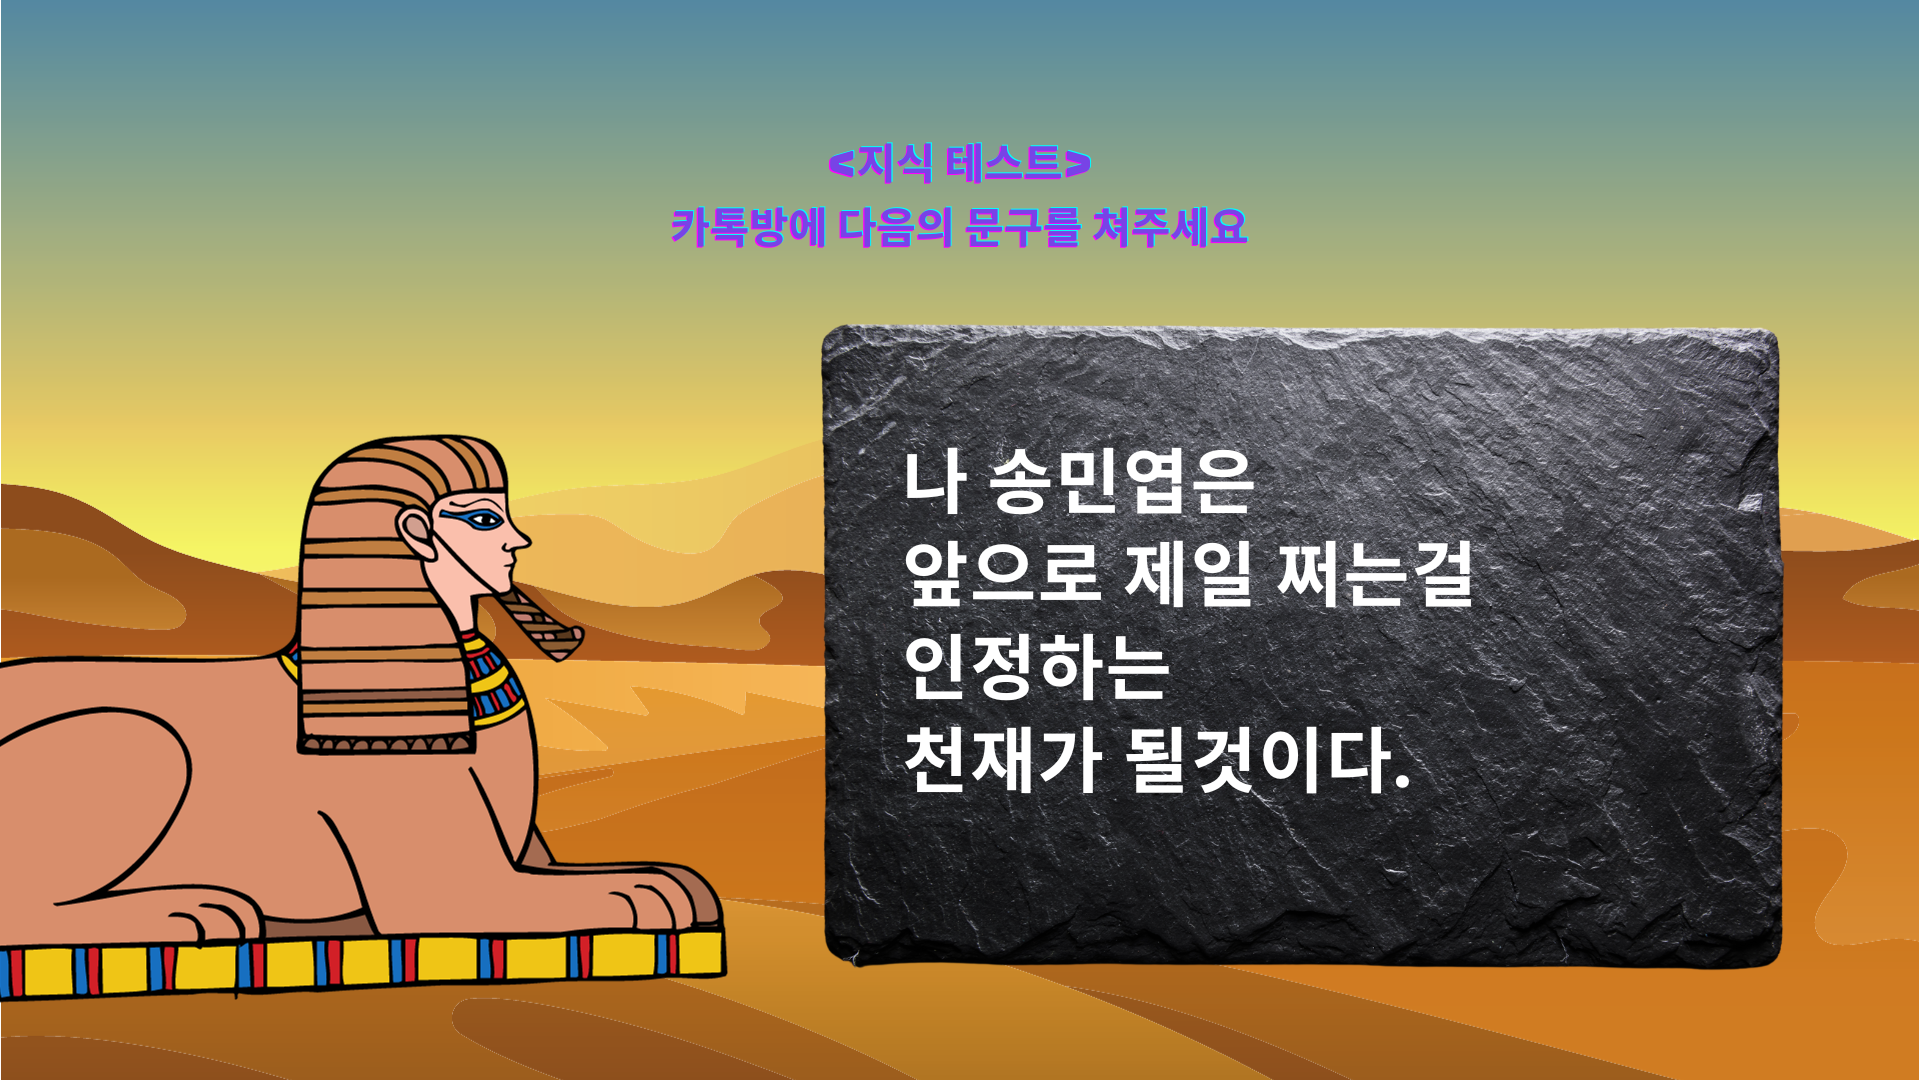 <지식 테스트>
카톡방에 다음의 문구를 쳐주세요
나 송민엽은
앞으로 제일 쩌는걸
인정하는
천재가 될것이다.